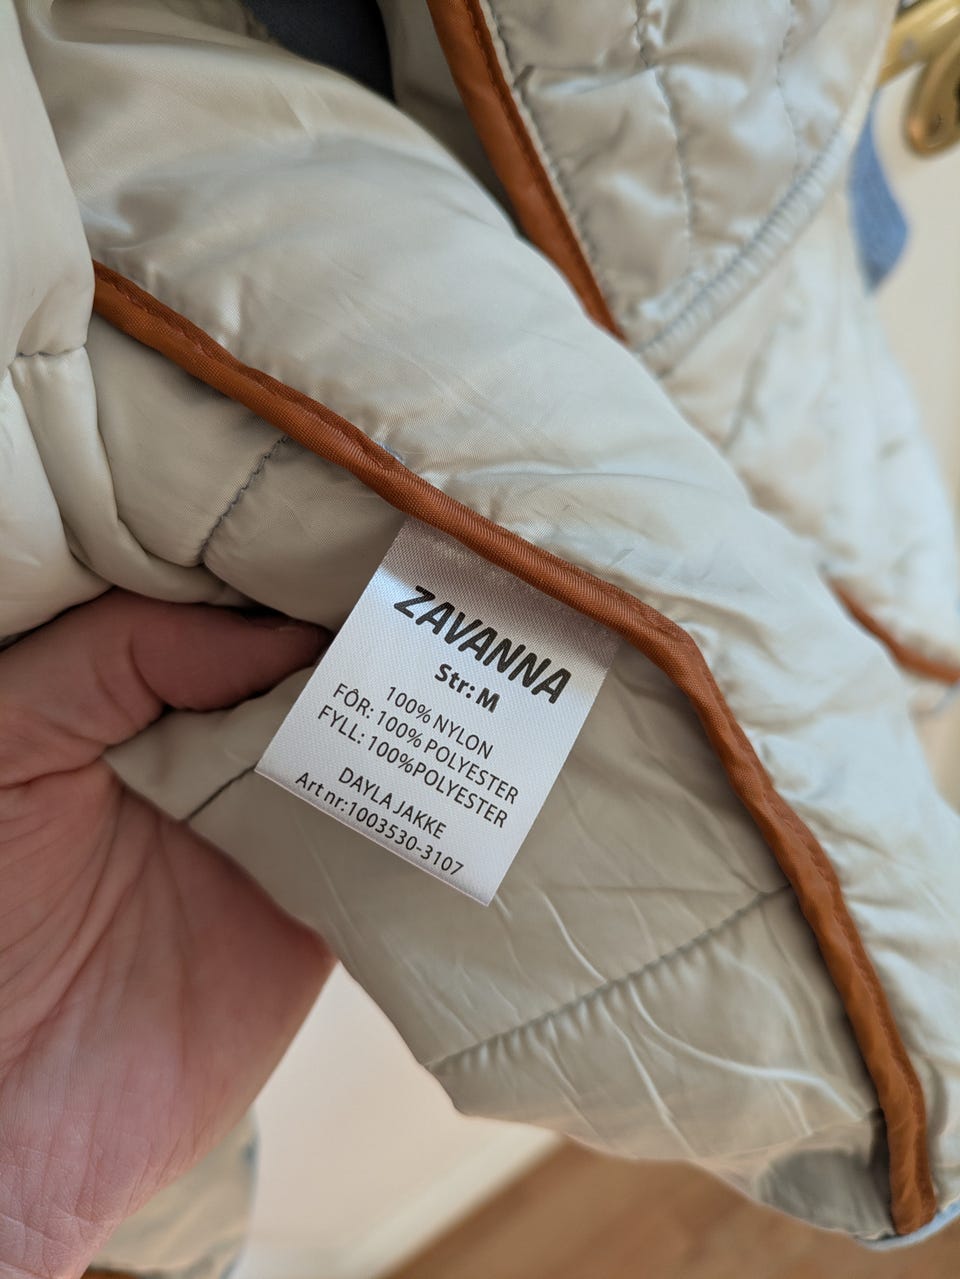 ZAVANNA
Str: M
100% NYLON
FÔR: 100% POLYESTER
FYLL: 100%POLYESTER
DAYLA JAKKE
Art nr:1003530-3107